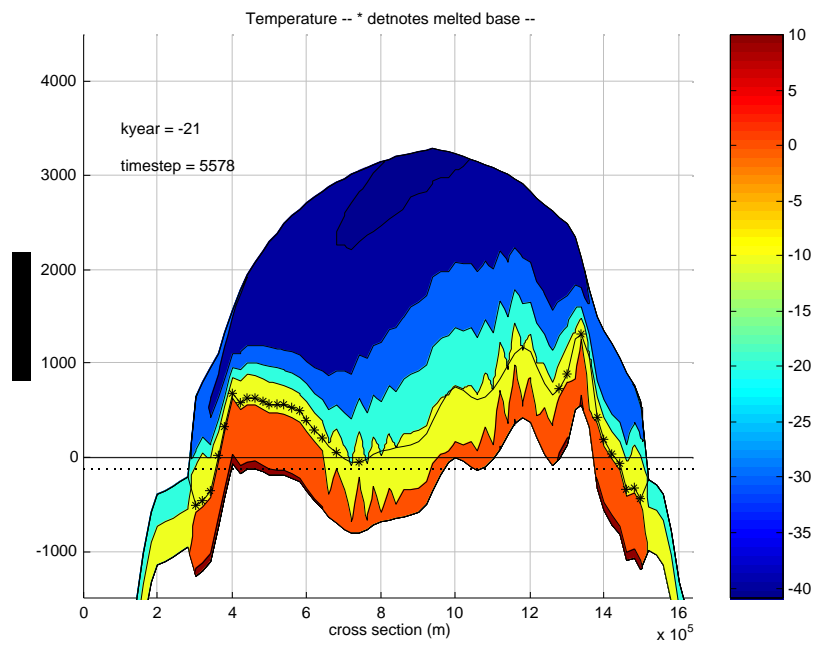 Temperature -- * detnotes melted base --
kyear = -21
timestep = 5578
4000
3000
2000
1000
0
-1000
0 2 4 6 8 10 12 14 16
x 10^5
cross section (m)
10
5
0
-5
-10
-15
-20
-25
-30
-35
-40